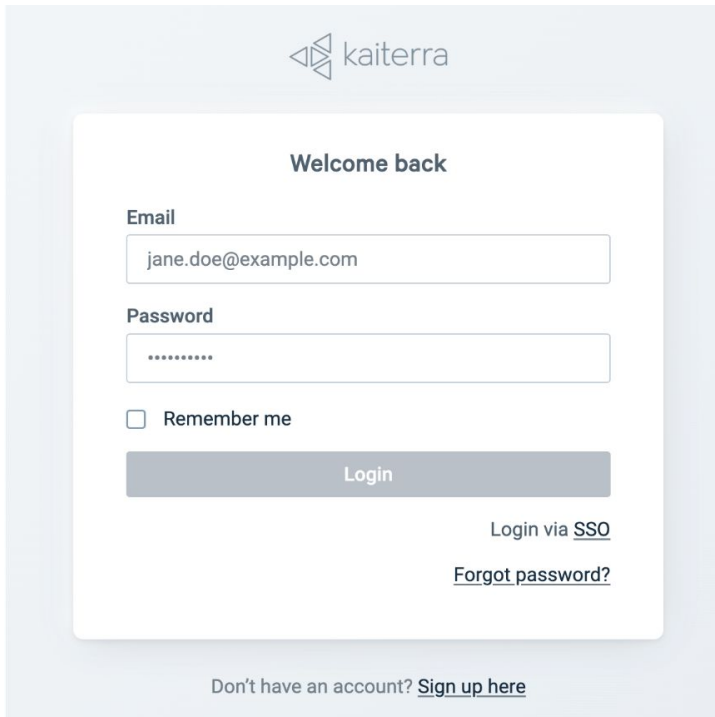 kaiterra
Welcome back
Email
jane.doe@example.com
Password
••••••••••
Remember me
Login
Login via SSO
Forgot password?
Don’t have an account? Sign up here